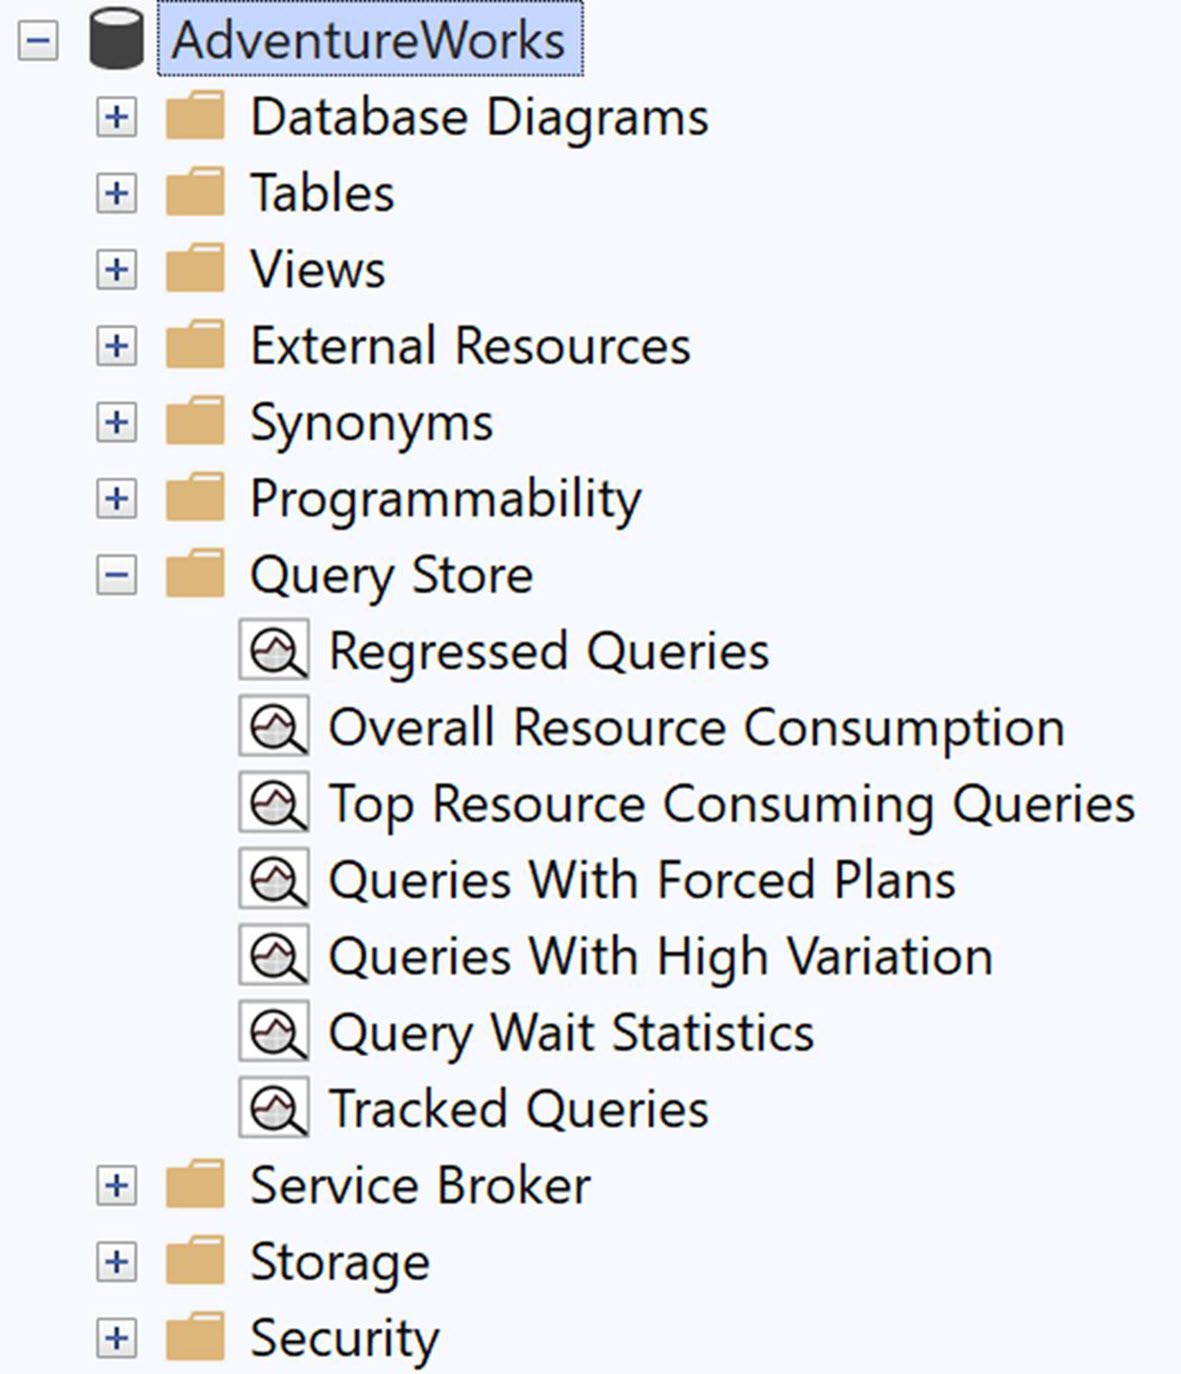 AdventureWorks
Database Diagrams
Tables
Views
External Resources
Synonyms
Programmability
Query Store
Regressed Queries
Overall Resource Consumption
Top Resource Consuming Queries
Queries With Forced Plans
Queries With High Variation
Query Wait Statistics
Tracked Queries
Service Broker
Storage
Security